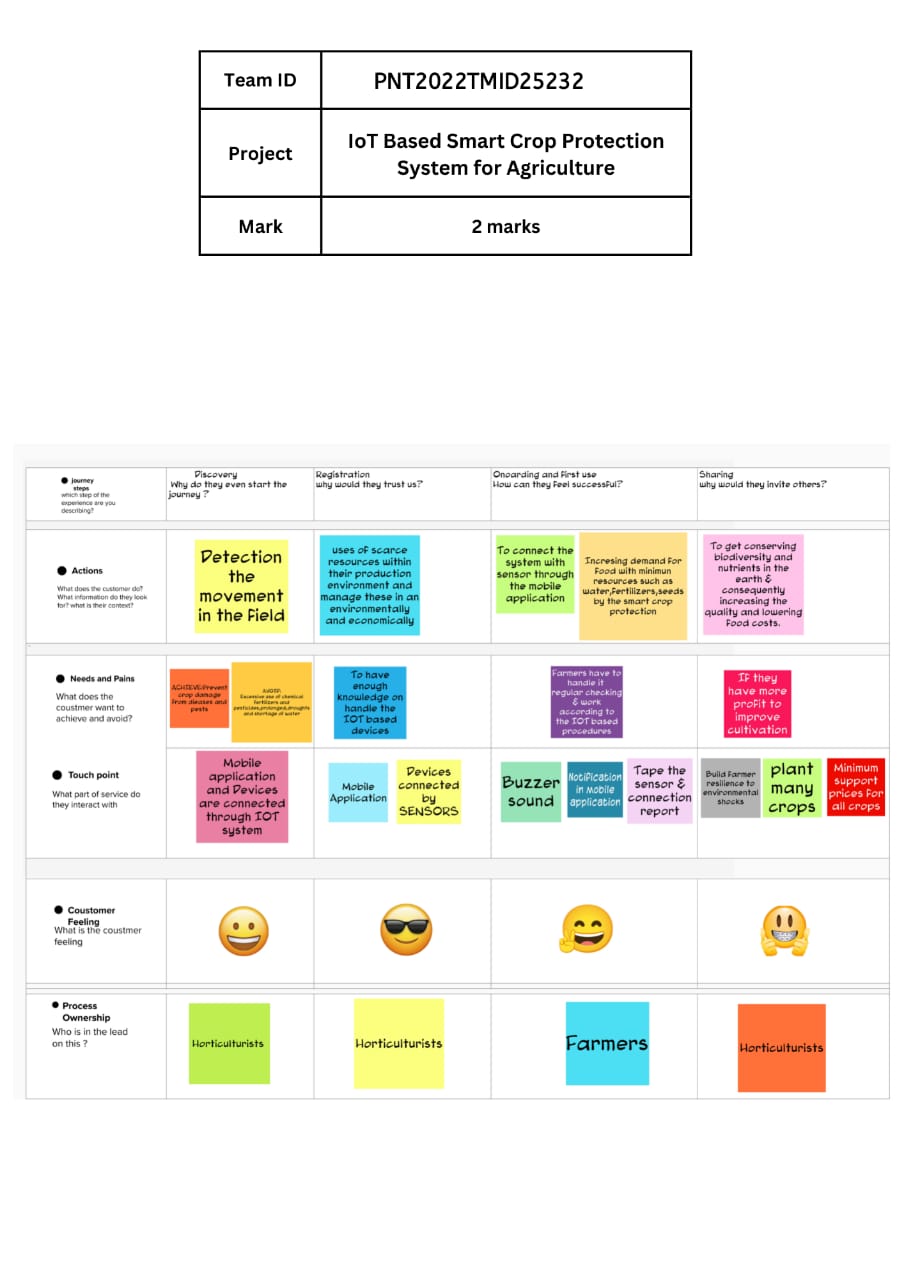 Team ID
PNT2022TMID25232
Project
IoT Based Smart Crop Protection
System for Agriculture
Mark
2 marks
Journey
steps
which step of the
experience are you
describing?
Discovery
Why do they even start the
journey ?
Registration
why would they trust us?
Onoarding and first use
How can they feel successful?
Sharing
why would they invite others?
Actions
What does the customer do?
What information do they look
for? what is their context?
Detection
the
movement
in the field
uses of scarce
resources within
their production
environment and
manage these in an
environmentally
and economically
To connect the
system with
sensor through
the mobile
application
Incresing demand for
food with minimun
resources such as
water,fertilizers,seeds
by the smart crop
protection
To get conserving
biodiversity and
nutrients in the
earth &
consequently
increasing the
quality and lowering
food costs.
Needs and Pains
What does the
coustmer want to
achieve and avoid?
ACHIEVE:Prevent
crop damage
from dieases and
pests
AVOID:
Excessive use of chemical
fertilizers and
pesticides,prolonged,droughts
and shortage of water
To have
enough
knowledge on
handle the
IOT based
devices
Farmers have to
handle it
regular checking
& work
according to
the IOT based
procedures
If they
have more
profit to
improve
cultivation
Touch point
What part of service do
they interact with
Mobile
application
and Devices
are connected
through IOT
system
Mobile
Application
Devices
connected
by
SENSORS
Buzzer
sound
Notification
in mobile
application
Tape the
sensor &
connection
report
Build farmer
resilience to
environmental
shocks
plant
many
crops
Minimum
support
prices for
all crops
Coustomer
Feeling
What is the coustmer
feeling
Process
Ownership
Who is in the lead
on this ?
Horticulturists
Horticulturists
Farmers
Horticulturists